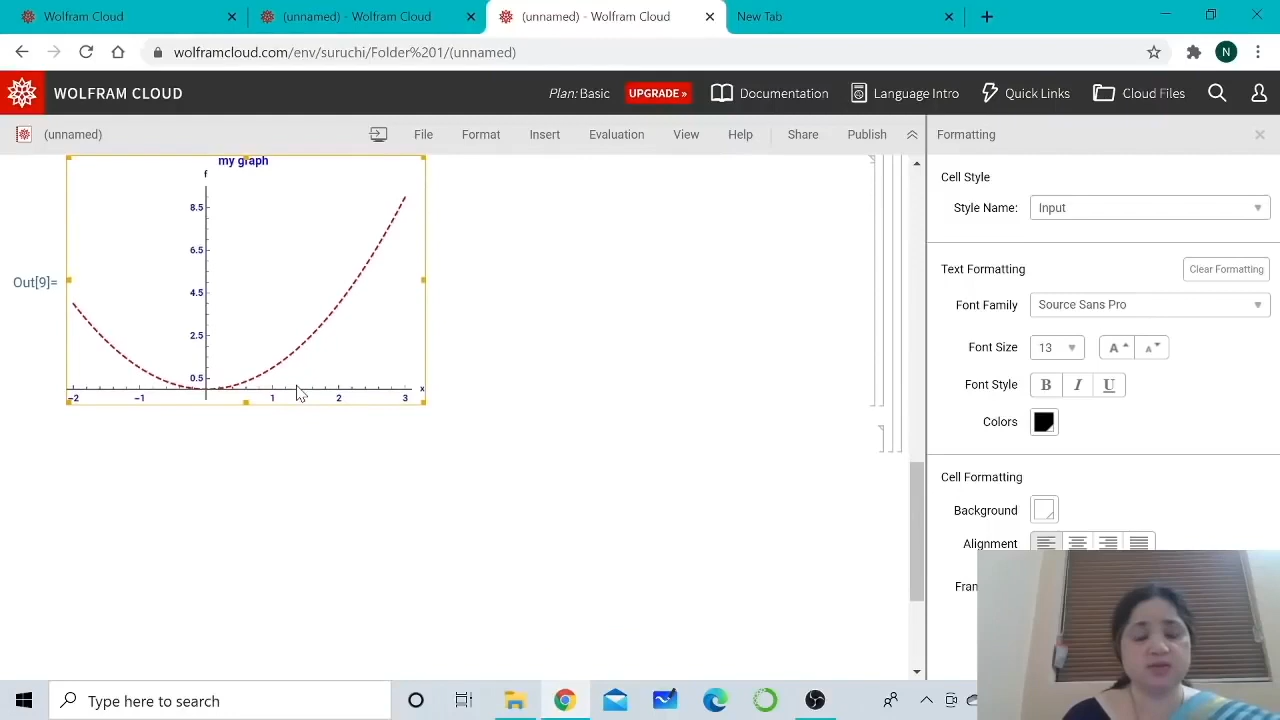 Wolfram Cloud
(unnamed) - Wolfram Cloud
(unnamed) - Wolfram Cloud
New Tab
wolframcloud.com/env/suruchi/Folder%201/(unnamed)
N
WOLFRAM CLOUD
Plan: Basic
UPGRADE »
Documentation
Language Intro
Quick Links
Cloud Files
(unnamed)
File
Format
Insert
Evaluation
View
Help
Share
Publish
Formatting
my graph
f
8.5
6.5
4.5
2.5
0.5
x
-2
-1
1
2
3
Out[9]=
Cell Style
Style Name:
Input
Text Formatting
Clear Formatting
Font Family
Source Sans Pro
Font Size
13
A
A
Font Style
B
I
U
Colors
Cell Formatting
Background
Alignment
Fran
Type here to search